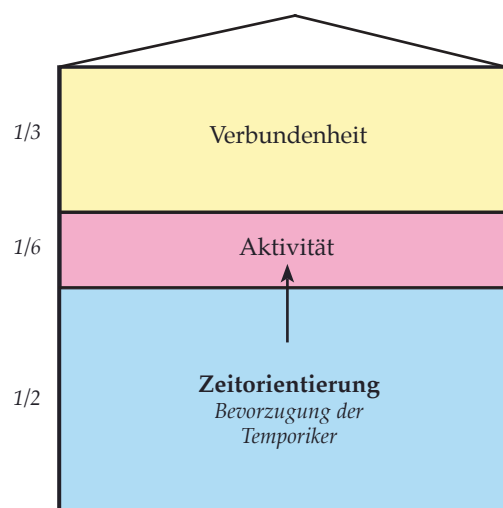 1/3
Verbundenheit
1/6
Aktivität
1/2
Zeitorientierung
Bevorzugung der
Temporiker